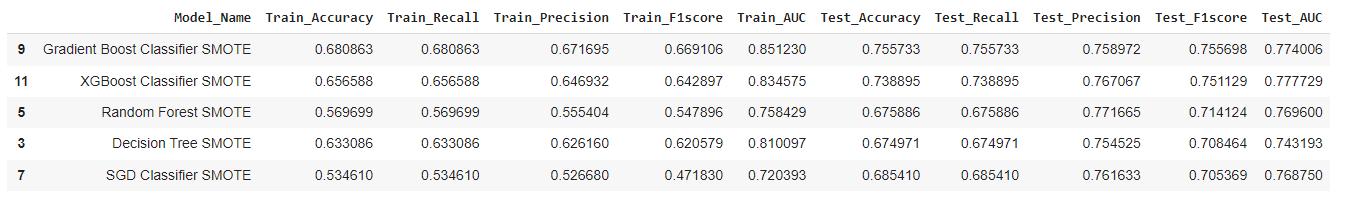 Model_Name Train_Accuracy Train_Recall Train_Precision Train_F1score Train_AUC Test_Accuracy Test_Recall Test_Precision Test_F1score Test_AUC
9 Gradient Boost Classifier SMOTE 0.680863 0.680863 0.671695 0.669106 0.851230 0.755733 0.755733 0.758972 0.755698 0.774006
11 XGBoost Classifier SMOTE 0.656588 0.656588 0.646932 0.642897 0.834575 0.738895 0.738895 0.767067 0.751129 0.777729
5 Random Forest SMOTE 0.569699 0.569699 0.555404 0.547896 0.758429 0.675886 0.675886 0.771665 0.714124 0.769600
3 Decision Tree SMOTE 0.633086 0.633086 0.626160 0.620579 0.810097 0.674971 0.674971 0.754525 0.708464 0.743193
7 SGD Classifier SMOTE 0.534610 0.534610 0.526680 0.471830 0.720393 0.685410 0.685410 0.761633 0.705369 0.768750